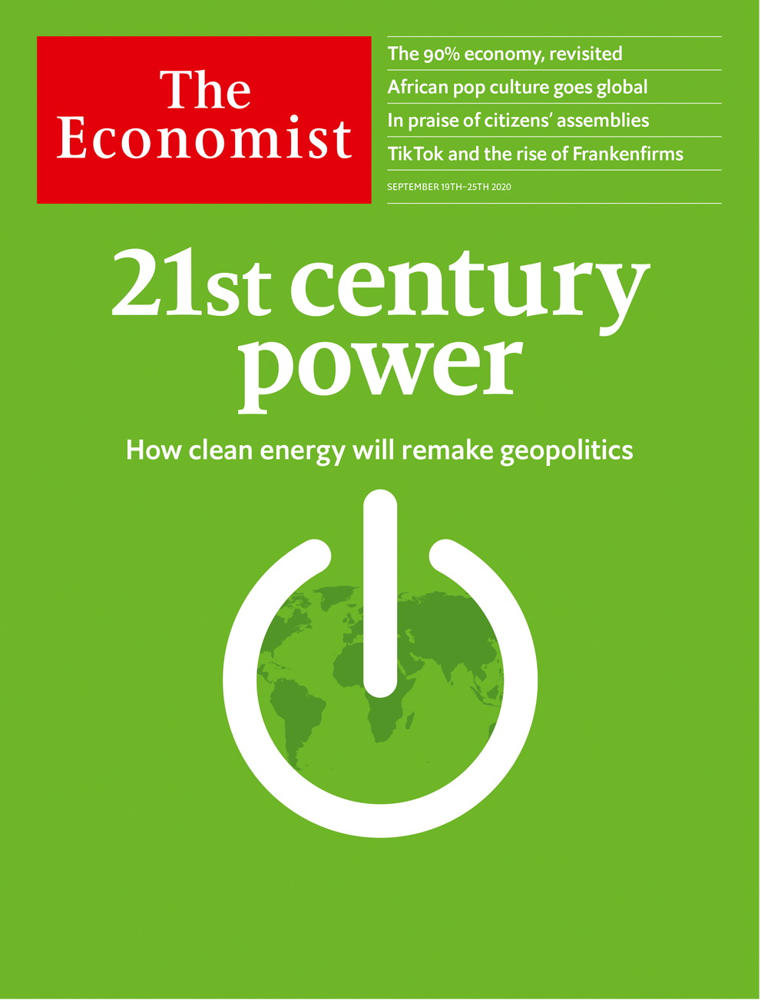 The
Economist
The 90% economy, revisited
African pop culture goes global
In praise of citizens’ assemblies
TikTok and the rise of Frankenfirms
SEPTEMBER 19TH–25TH 2020
21st century
power
How clean energy will remake geopolitics